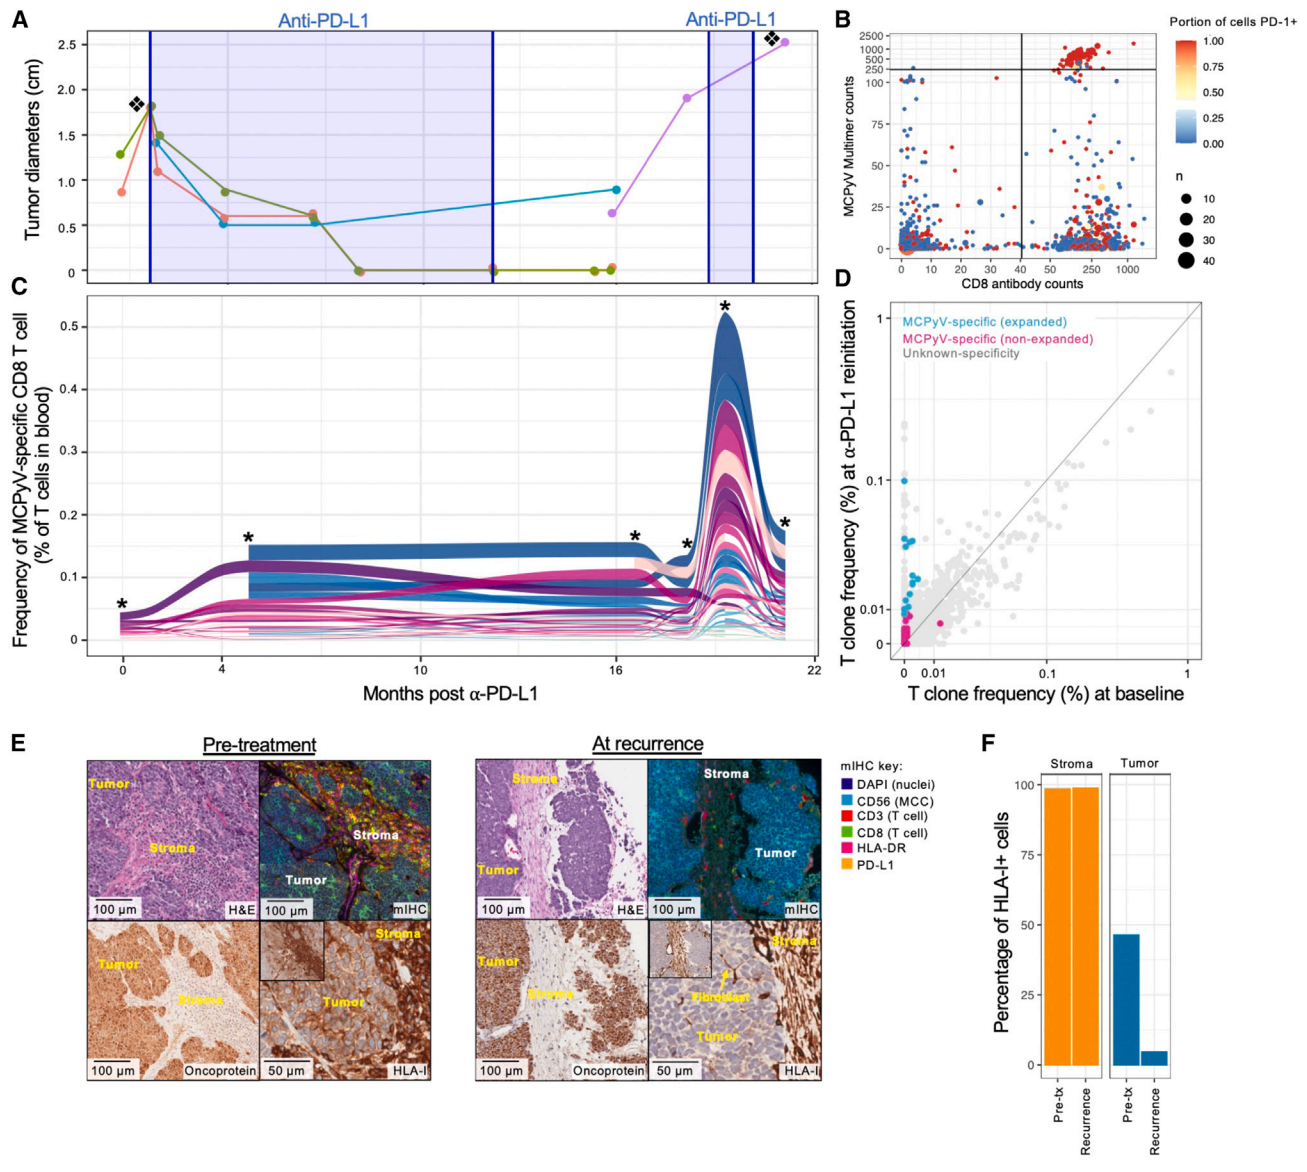 A
Anti-PD-L1
Anti-PD-L1
Tumor diameters (cm)
2.5
2.0
1.5
1.0
0.5
0
B
MCPyV Multimer counts
2500
1000
500
250
100
75
50
25
0
0 10 20 30 40 50 250 1000
CD8 antibody counts
Portion of cells PD-1+
1.00
0.75
0.50
0.25
0.00
n
10
20
30
40
C
Frequency of MCPyV-specific CD8 T cell
(% of T cells in blood)
0.5
0.4
0.3
0.2
0.1
0
* * * * * *
0 4 10 16 22
Months post α-PD-L1
D
T clone frequency (%) at α-PD-L1 reinitiation
MCPyV-specific (expanded)
MCPyV-specific (non-expanded)
Unknown-specificity
1
0.1
0.01
0
0 0.01 0.1 1
T clone frequency (%) at baseline
E
Pre-treatment
Tumor
Stroma
100 µm
H&E
Stroma
Tumor
100 µm
mIHC
Tumor
Stroma
100 µm
Oncoprotein
Stroma
Tumor
50 µm
HLA-I
At recurrence
Stroma
Tumor
100 µm
H&E
Stroma
Tumor
100 µm
mIHC
Tumor
Stroma
100 µm
Oncoprotein
Stroma
Fibroblast
Tumor
50 µm
HLA-I
mIHC key:
DAPI (nuclei)
CD56 (MCC)
CD3 (T cell)
CD8 (T cell)
HLA-DR
PD-L1
F
Stroma Tumor
Percentage of HLA-I+ cells
100
75
50
25
0
Pre-tx
Recurrence
Pre-tx
Recurrence